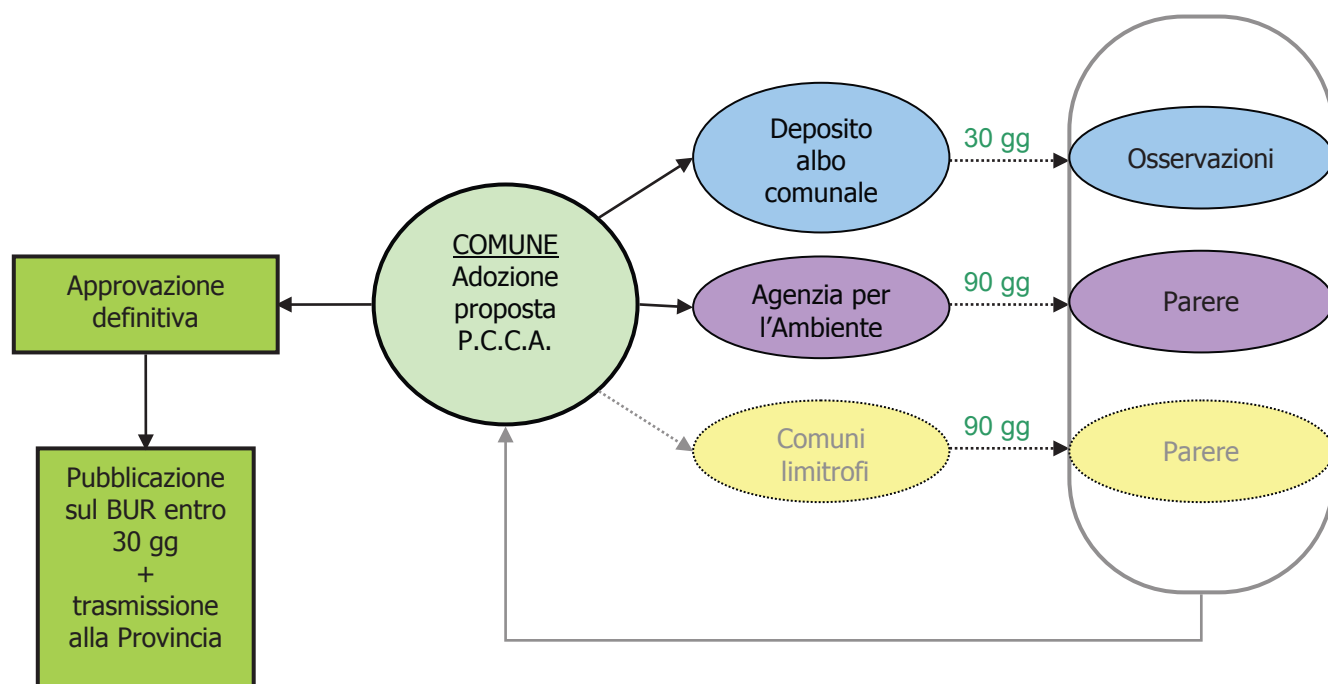 Deposito
albo
comunale
30 gg
Osservazioni
COMUNE
Adozione
proposta
P.C.C.A.
Approvazione
definitiva
Agenzia per
l'Ambiente
90 gg
Parere
Comuni
limitrofi
90 gg
Parere
Pubblicazione
sul BUR entro
30 gg
+
trasmissione
alla Provincia